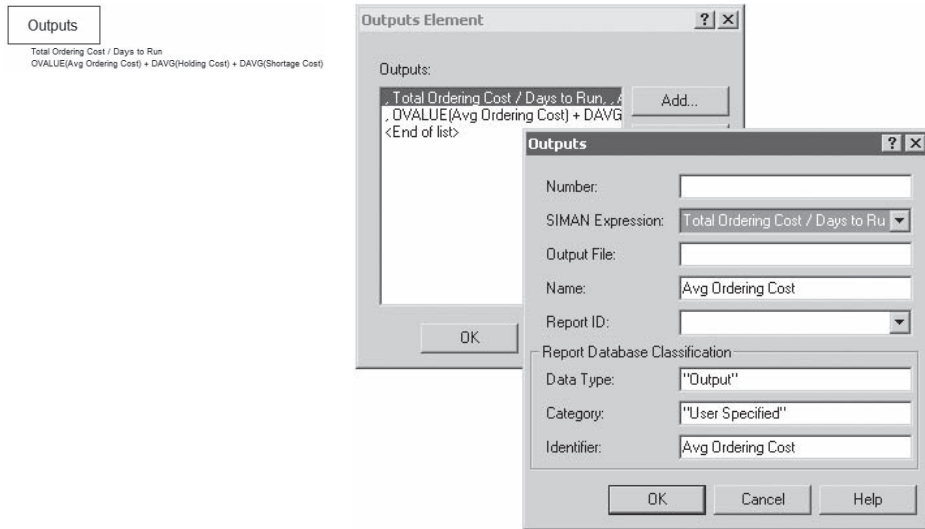 Outputs
Total Ordering Cost / Days to Run
OVALUE(Avg Ordering Cost) + DAVG(Holding Cost) + DAVG(Shortage Cost)
Outputs Element
Outputs:
, Total Ordering Cost / Days to Run, , A
, OVALUE(Avg Ordering Cost) + DAVG
<End of list>
Add...
OK
Outputs
Number:
SIMAN Expression: Total Ordering Cost / Days to Ru
Output File:
Name: Avg Ordering Cost
Report ID:
Report Database Classification
Data Type: "Output"
Category: "User Specified"
Identifier: Avg Ordering Cost
OK Cancel Help